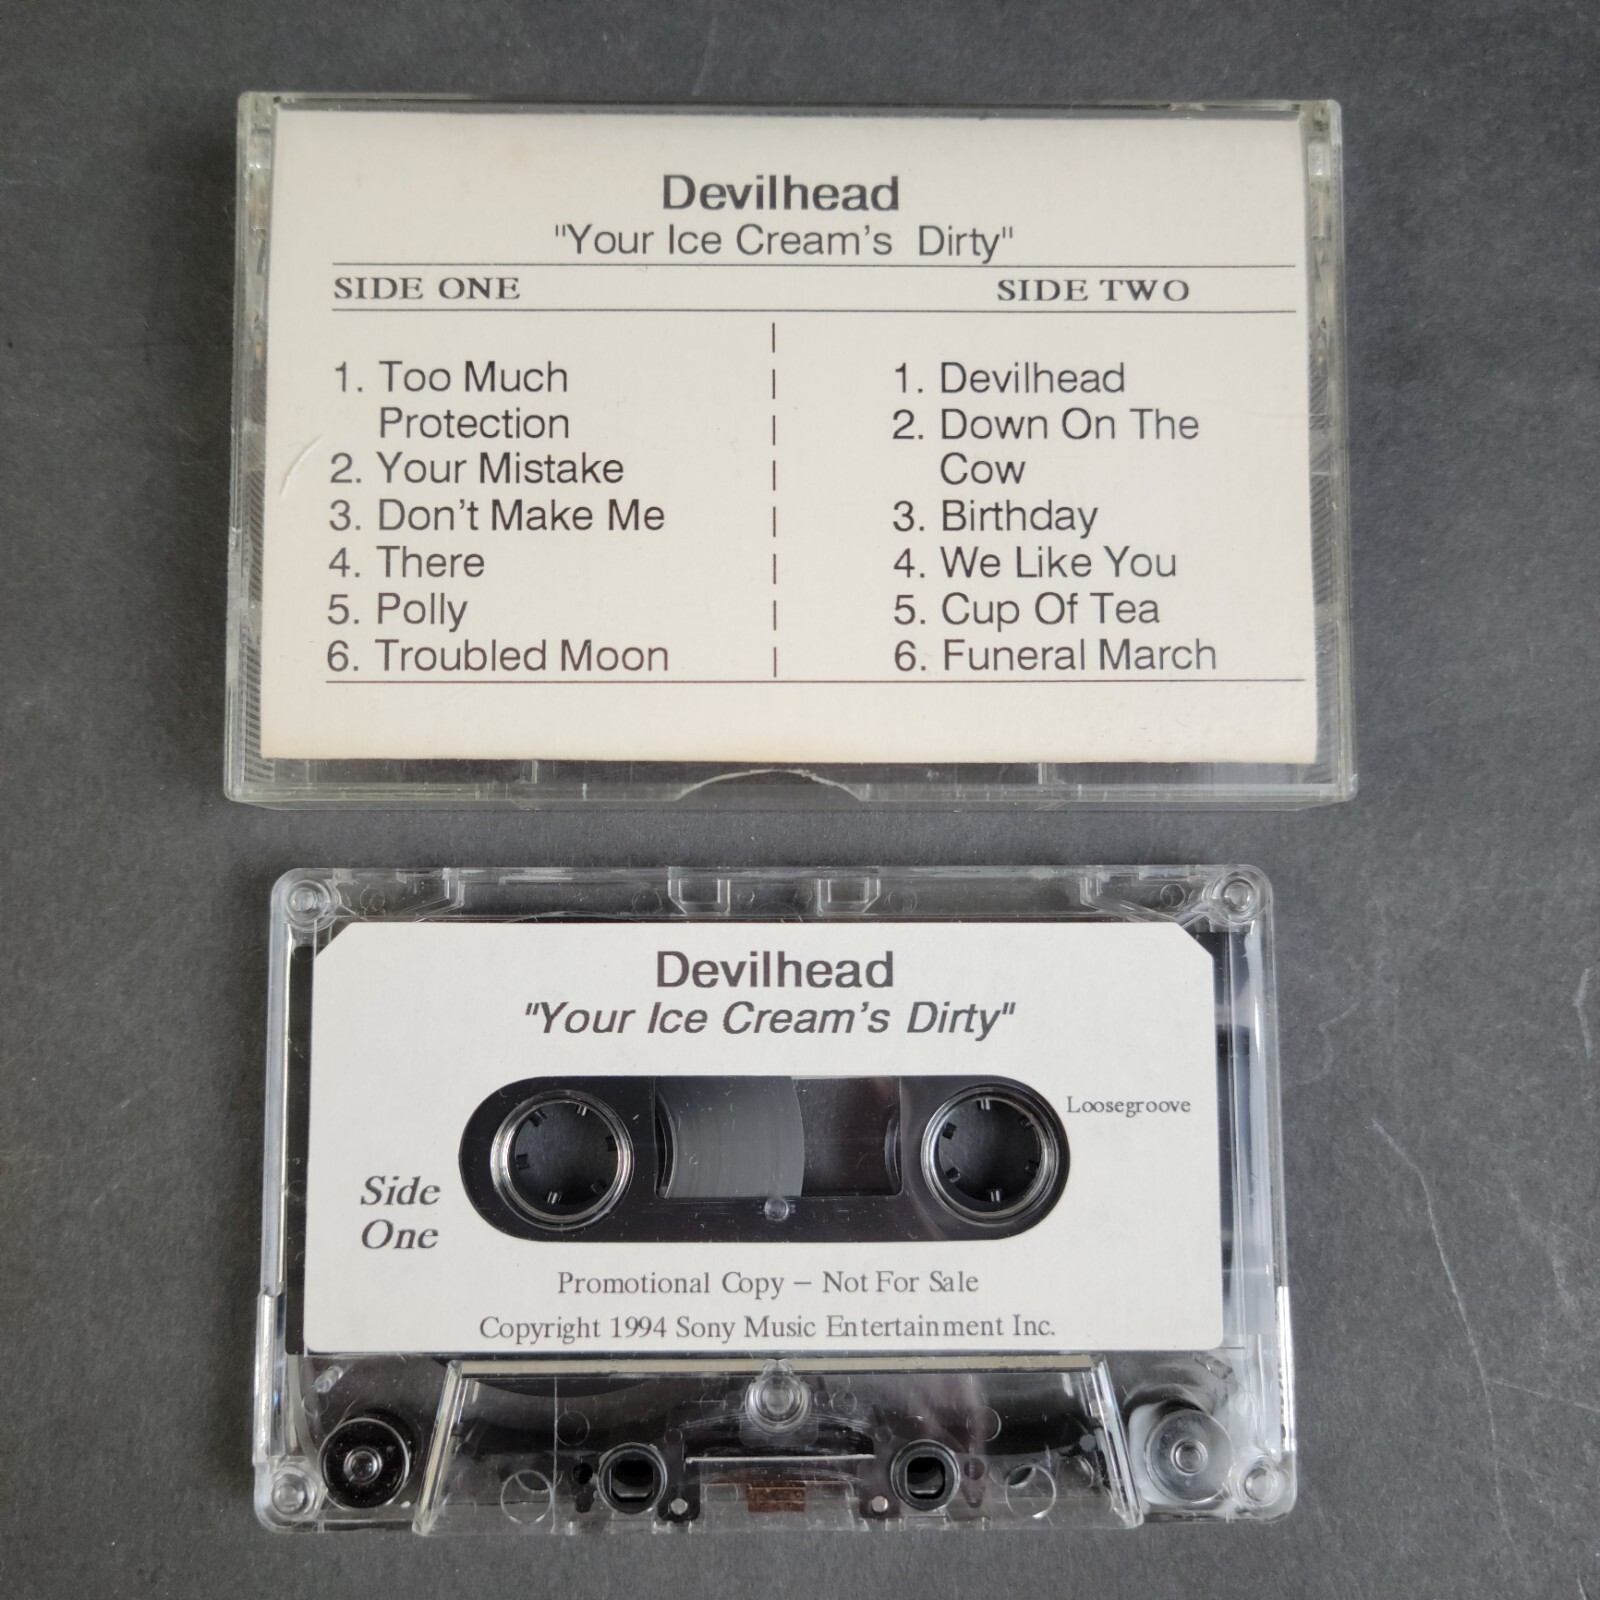 Devilhead
"Your Ice Cream's Dirty"
SIDE ONE
1. Too Much
Protection
2. Your Mistake
3. Don't Make Me
4. There
5. Polly
6. Troubled Moon
SIDE TWO
1. Devilhead
2. Down On The
Cow
3. Birthday
4. We Like You
5. Cup Of Tea
6. Funeral March
Devilhead
"Your Ice Cream's Dirty"
Loosegroove
Side
One
Promotional Copy – Not For Sale
Copyright 1994 Sony Music Entertainment Inc.